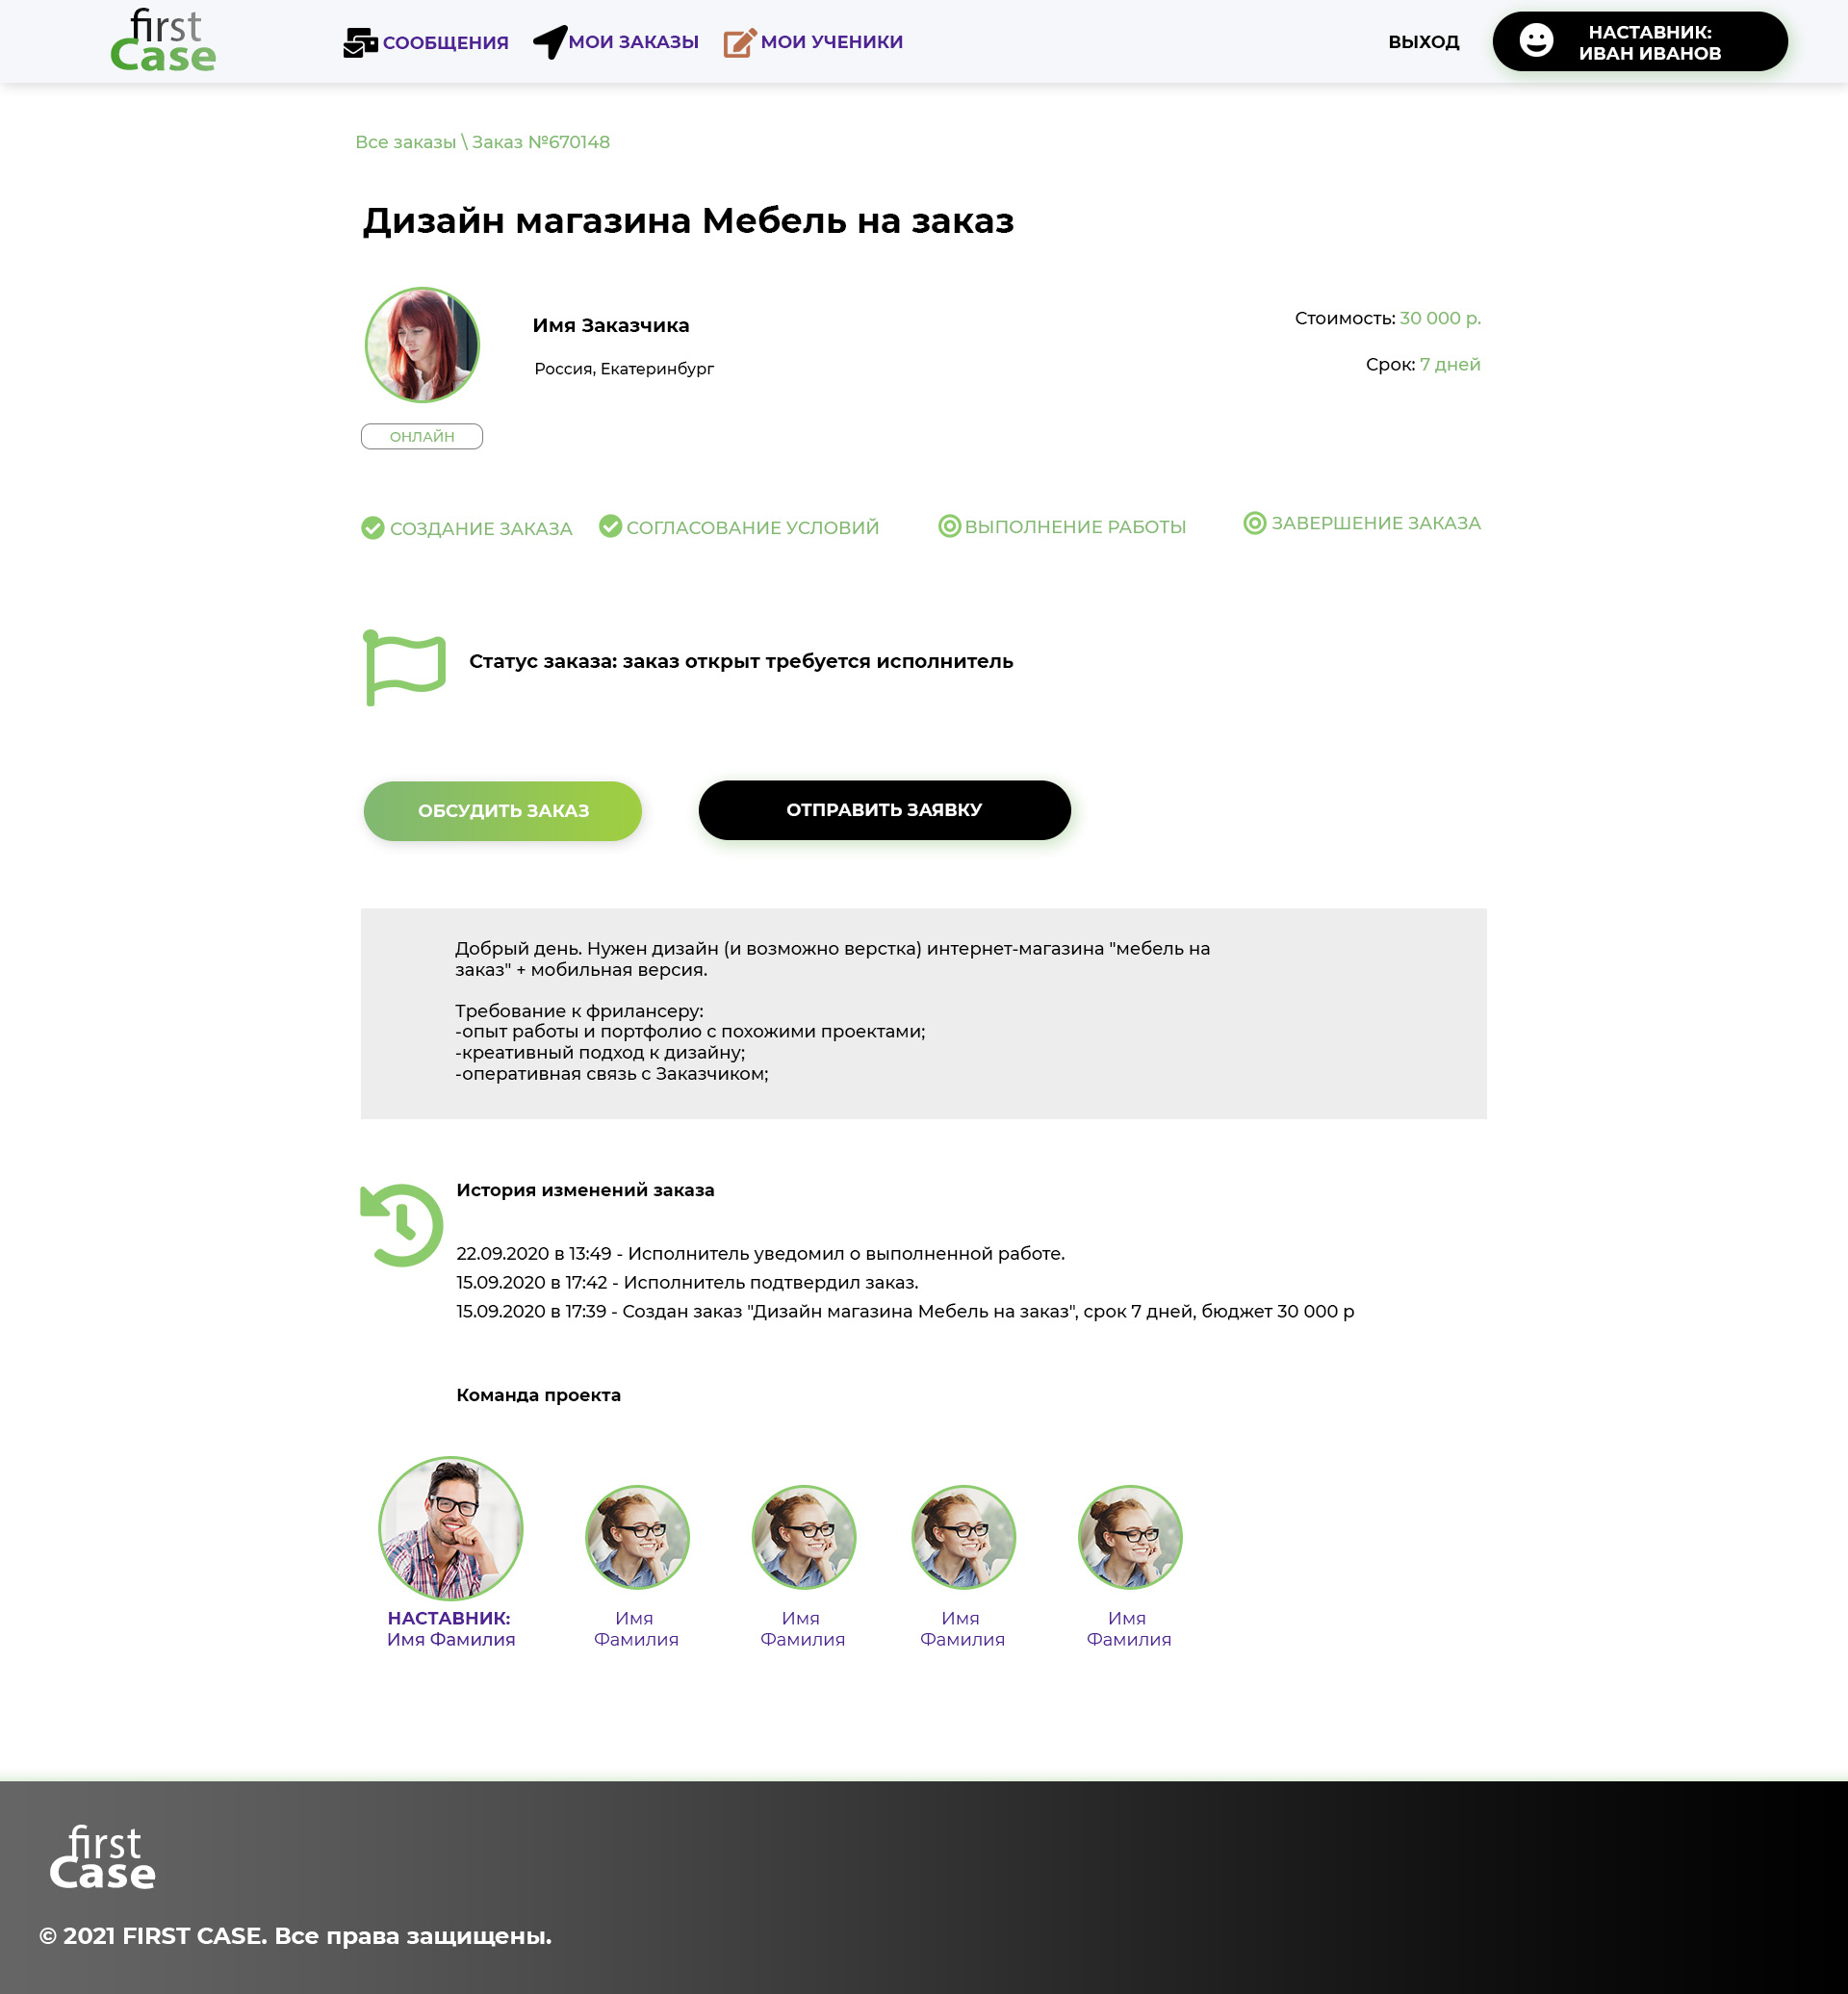 first
Case
СООБЩЕНИЯ
МОИ ЗАКАЗЫ
МОИ УЧЕНИКИ
ВЫХОД
НАСТАВНИК:
ИВАН ИВАНОВ
Все заказы \ Заказ №670148
Дизайн магазина Мебель на заказ
Имя Заказчика
Стоимость: 30 000 р.
Россия, Екатеринбург
Срок: 7 дней
ОНЛАЙН
СОЗДАНИЕ ЗАКАЗА
СОГЛАСОВАНИЕ УСЛОВИЙ
ВЫПОЛНЕНИЕ РАБОТЫ
ЗАВЕРШЕНИЕ ЗАКАЗА
Статус заказа: заказ открыт требуется исполнитель
ОБСУДИТЬ ЗАКАЗ
ОТПРАВИТЬ ЗАЯВКУ
Добрый день. Нужен дизайн (и возможно верстка) интернет-магазина "мебель на
заказ" + мобильная версия.
Требование к фрилансеру:
-опыт работы и портфолио с похожими проектами;
-креативный подход к дизайну;
-оперативная связь с Заказчиком;
История изменений заказа
22.09.2020 в 13:49 - Исполнитель уведомил о выполненной работе.
15.09.2020 в 17:42 - Исполнитель подтвердил заказ.
15.09.2020 в 17:39 - Создан заказ "Дизайн магазина Мебель на заказ", срок 7 дней, бюджет 30 000 р
Команда проекта
НАСТАВНИК:
Имя Фамилия
Имя
Фамилия
Имя
Фамилия
Имя
Фамилия
Имя
Фамилия
first
Case
© 2021 FIRST CASE. Все права защищены.